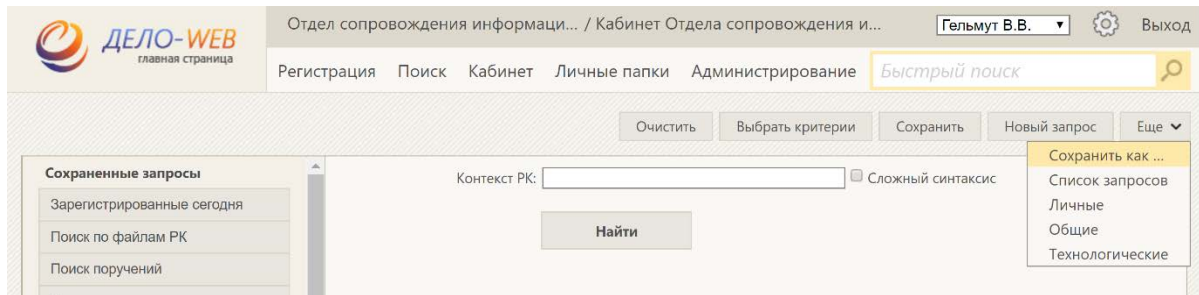 ДЕЛО-WEB
главная страница
Отдел сопровождения информаци... / Кабинет Отдела сопровождения и...
Гельмут В.В.
Выход
Регистрация Поиск Кабинет Личные папки Администрирование
Быстрый поиск
Очистить Выбрать критерии Сохранить Новый запрос Еще
Сохранить как ...
Список запросов
Личные
Общие
Технологические
Сохраненные запросы
Зарегистрированные сегодня
Поиск по файлам РК
Поиск поручений
Контекст РК:
Сложный синтаксис
Найти